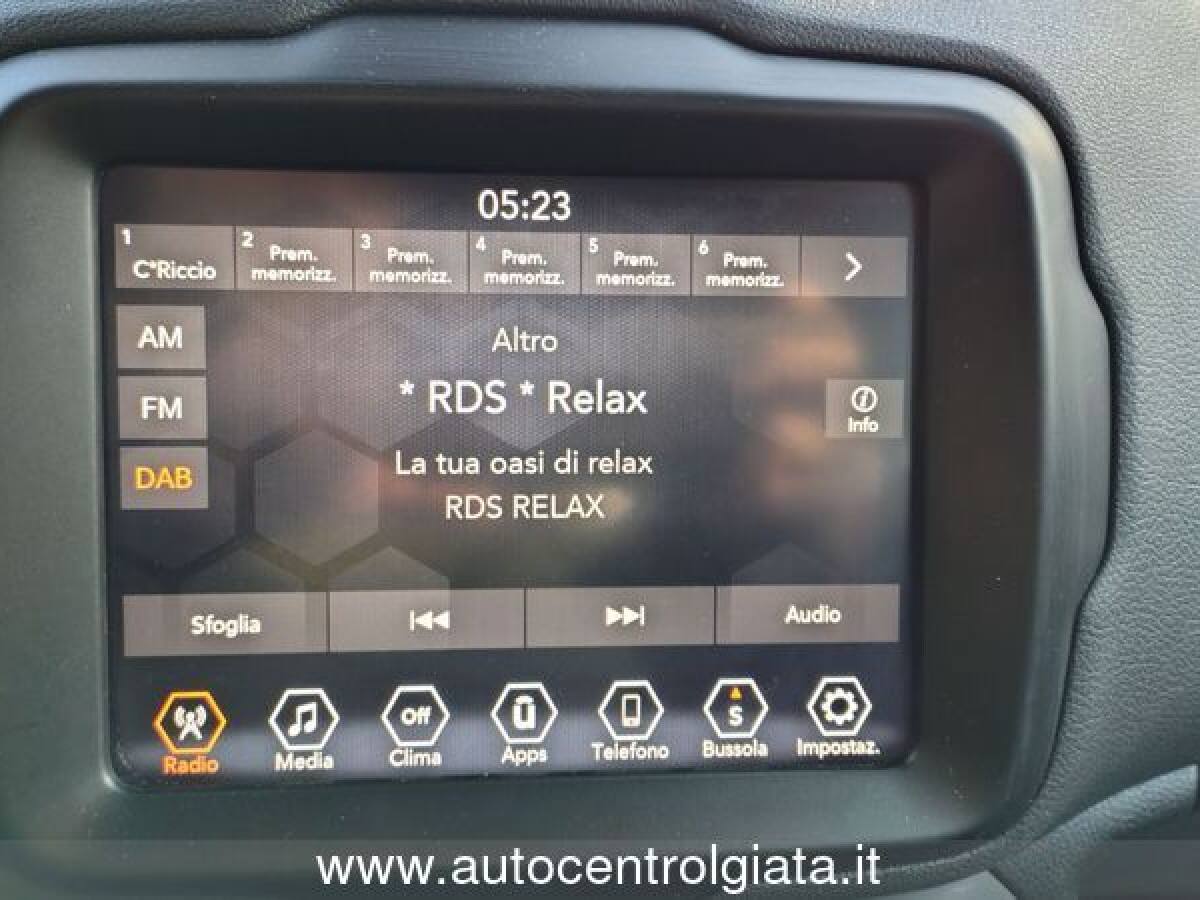 05:23
1 C*Riccio
2 Prem. memorizz.
3 Prem. memorizz.
4 Prem. memorizz.
5 Prem. memorizz.
6 Prem. memorizz.
AM
Altro
FM
* RDS * Relax
Info
DAB
La tua oasi di relax
RDS RELAX
Sfoglia
Audio
Off
S
Radio
Media
Clima
Apps
Telefono
Bussola
Impostaz.
www.autocentrolgiata.it